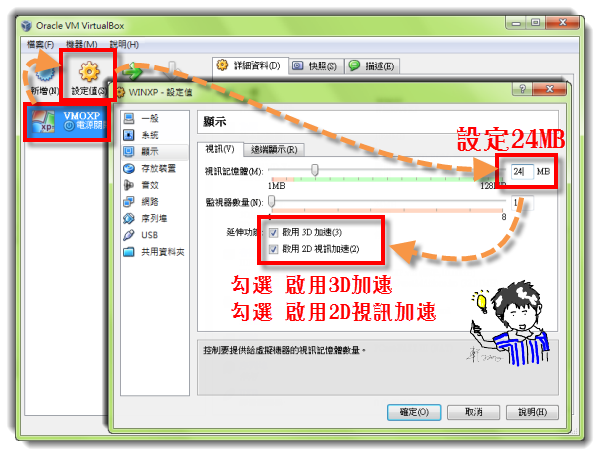 Oracle VM VirtualBox
檔案(F) 機器(M) 說明(H)
新增(N) 設定值(S)
詳細資料(D) 快照(S) 描述(E)
VMOXP
xp
電源關
WINXP - 設定值
一般
系統
顯示
存放裝置
音效
網路
序列埠
USB
共用資料夾
顯示
視訊(V) 遠端顯示(R)
設定24MB
視訊記憶體(M): 24 MB
1MB 128MB
監視器數量(N): 1
1 8
延伸功能: 啟用 3D 加速(3)
啟用 2D 視訊加速(2)
勾選 啟用3D加速
勾選 啟用2D視訊加速
控制要提供給虛擬機器的視訊記憶體數量。
確定(O) 取消 說明(H)